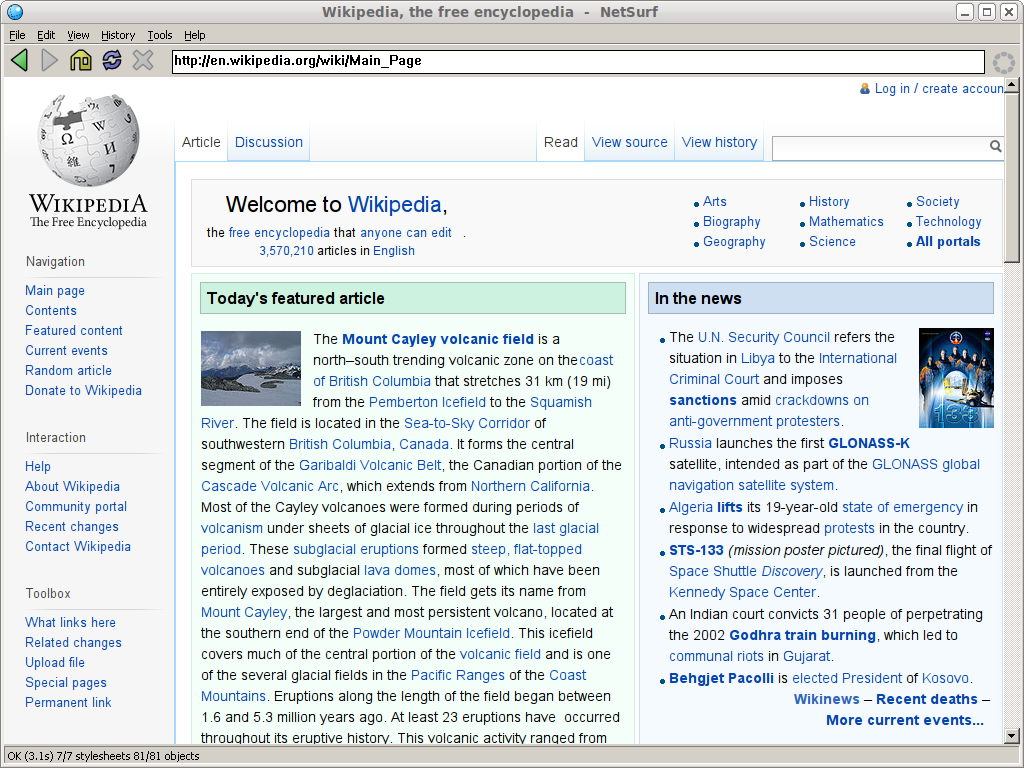 Wikipedia, the free encyclopedia - NetSurf
File Edit View History Tools Help
http://en.wikipedia.org/wiki/Main_Page
Log in / create accoun
Article Discussion Read View source View history
WIKIPEDIA
The Free Encyclopedia
Navigation
Main page
Contents
Featured content
Current events
Random article
Donate to Wikipedia
Interaction
Help
About Wikipedia
Community portal
Recent changes
Contact Wikipedia
Toolbox
What links here
Related changes
Upload file
Special pages
Permanent link
Welcome to Wikipedia,
the free encyclopedia that anyone can edit .
3,570,210 articles in English
Arts
Biography
Geography
History
Mathematics
Science
Society
Technology
All portals
Today's featured article
The Mount Cayley volcanic field is a
north–south trending volcanic zone on the coast
of British Columbia that stretches 31 km (19 mi)
from the Pemberton Icefield to the Squamish
River. The field is located in the Sea-to-Sky Corridor of
southwestern British Columbia, Canada. It forms the central
segment of the Garibaldi Volcanic Belt, the Canadian portion of the
Cascade Volcanic Arc, which extends from Northern California.
Most of the Cayley volcanoes were formed during periods of
volcanism under sheets of glacial ice throughout the last glacial
period. These subglacial eruptions formed steep, flat-topped
volcanoes and subglacial lava domes, most of which have been
entirely exposed by deglaciation. The field gets its name from
Mount Cayley, the largest and most persistent volcano, located at
the southern end of the Powder Mountain Icefield. This icefield
covers much of the central portion of the volcanic field and is one
of the several glacial fields in the Pacific Ranges of the Coast
Mountains. Eruptions along the length of the field began between
1.6 and 5.3 million years ago. At least 23 eruptions have occurred
throughout its eruptive history. This volcanic activity ranged from
In the news
The U.N. Security Council refers the
situation in Libya to the International
Criminal Court and imposes
sanctions amid crackdowns on
anti-government protesters.
133
Russia launches the first GLONASS-K
satellite, intended as part of the GLONASS global
navigation satellite system.
Algeria lifts its 19-year-old state of emergency in
response to widespread protests in the country.
STS-133 (mission poster pictured), the final flight of
Space Shuttle Discovery, is launched from the
Kennedy Space Center.
An Indian court convicts 31 people of perpetrating
the 2002 Godhra train burning, which led to
communal riots in Gujarat.
Behgjet Pacolli is elected President of Kosovo.
Wikinews – Recent deaths –
More current events...
OK (3.1s) 7/7 stylesheets 81/81 objects